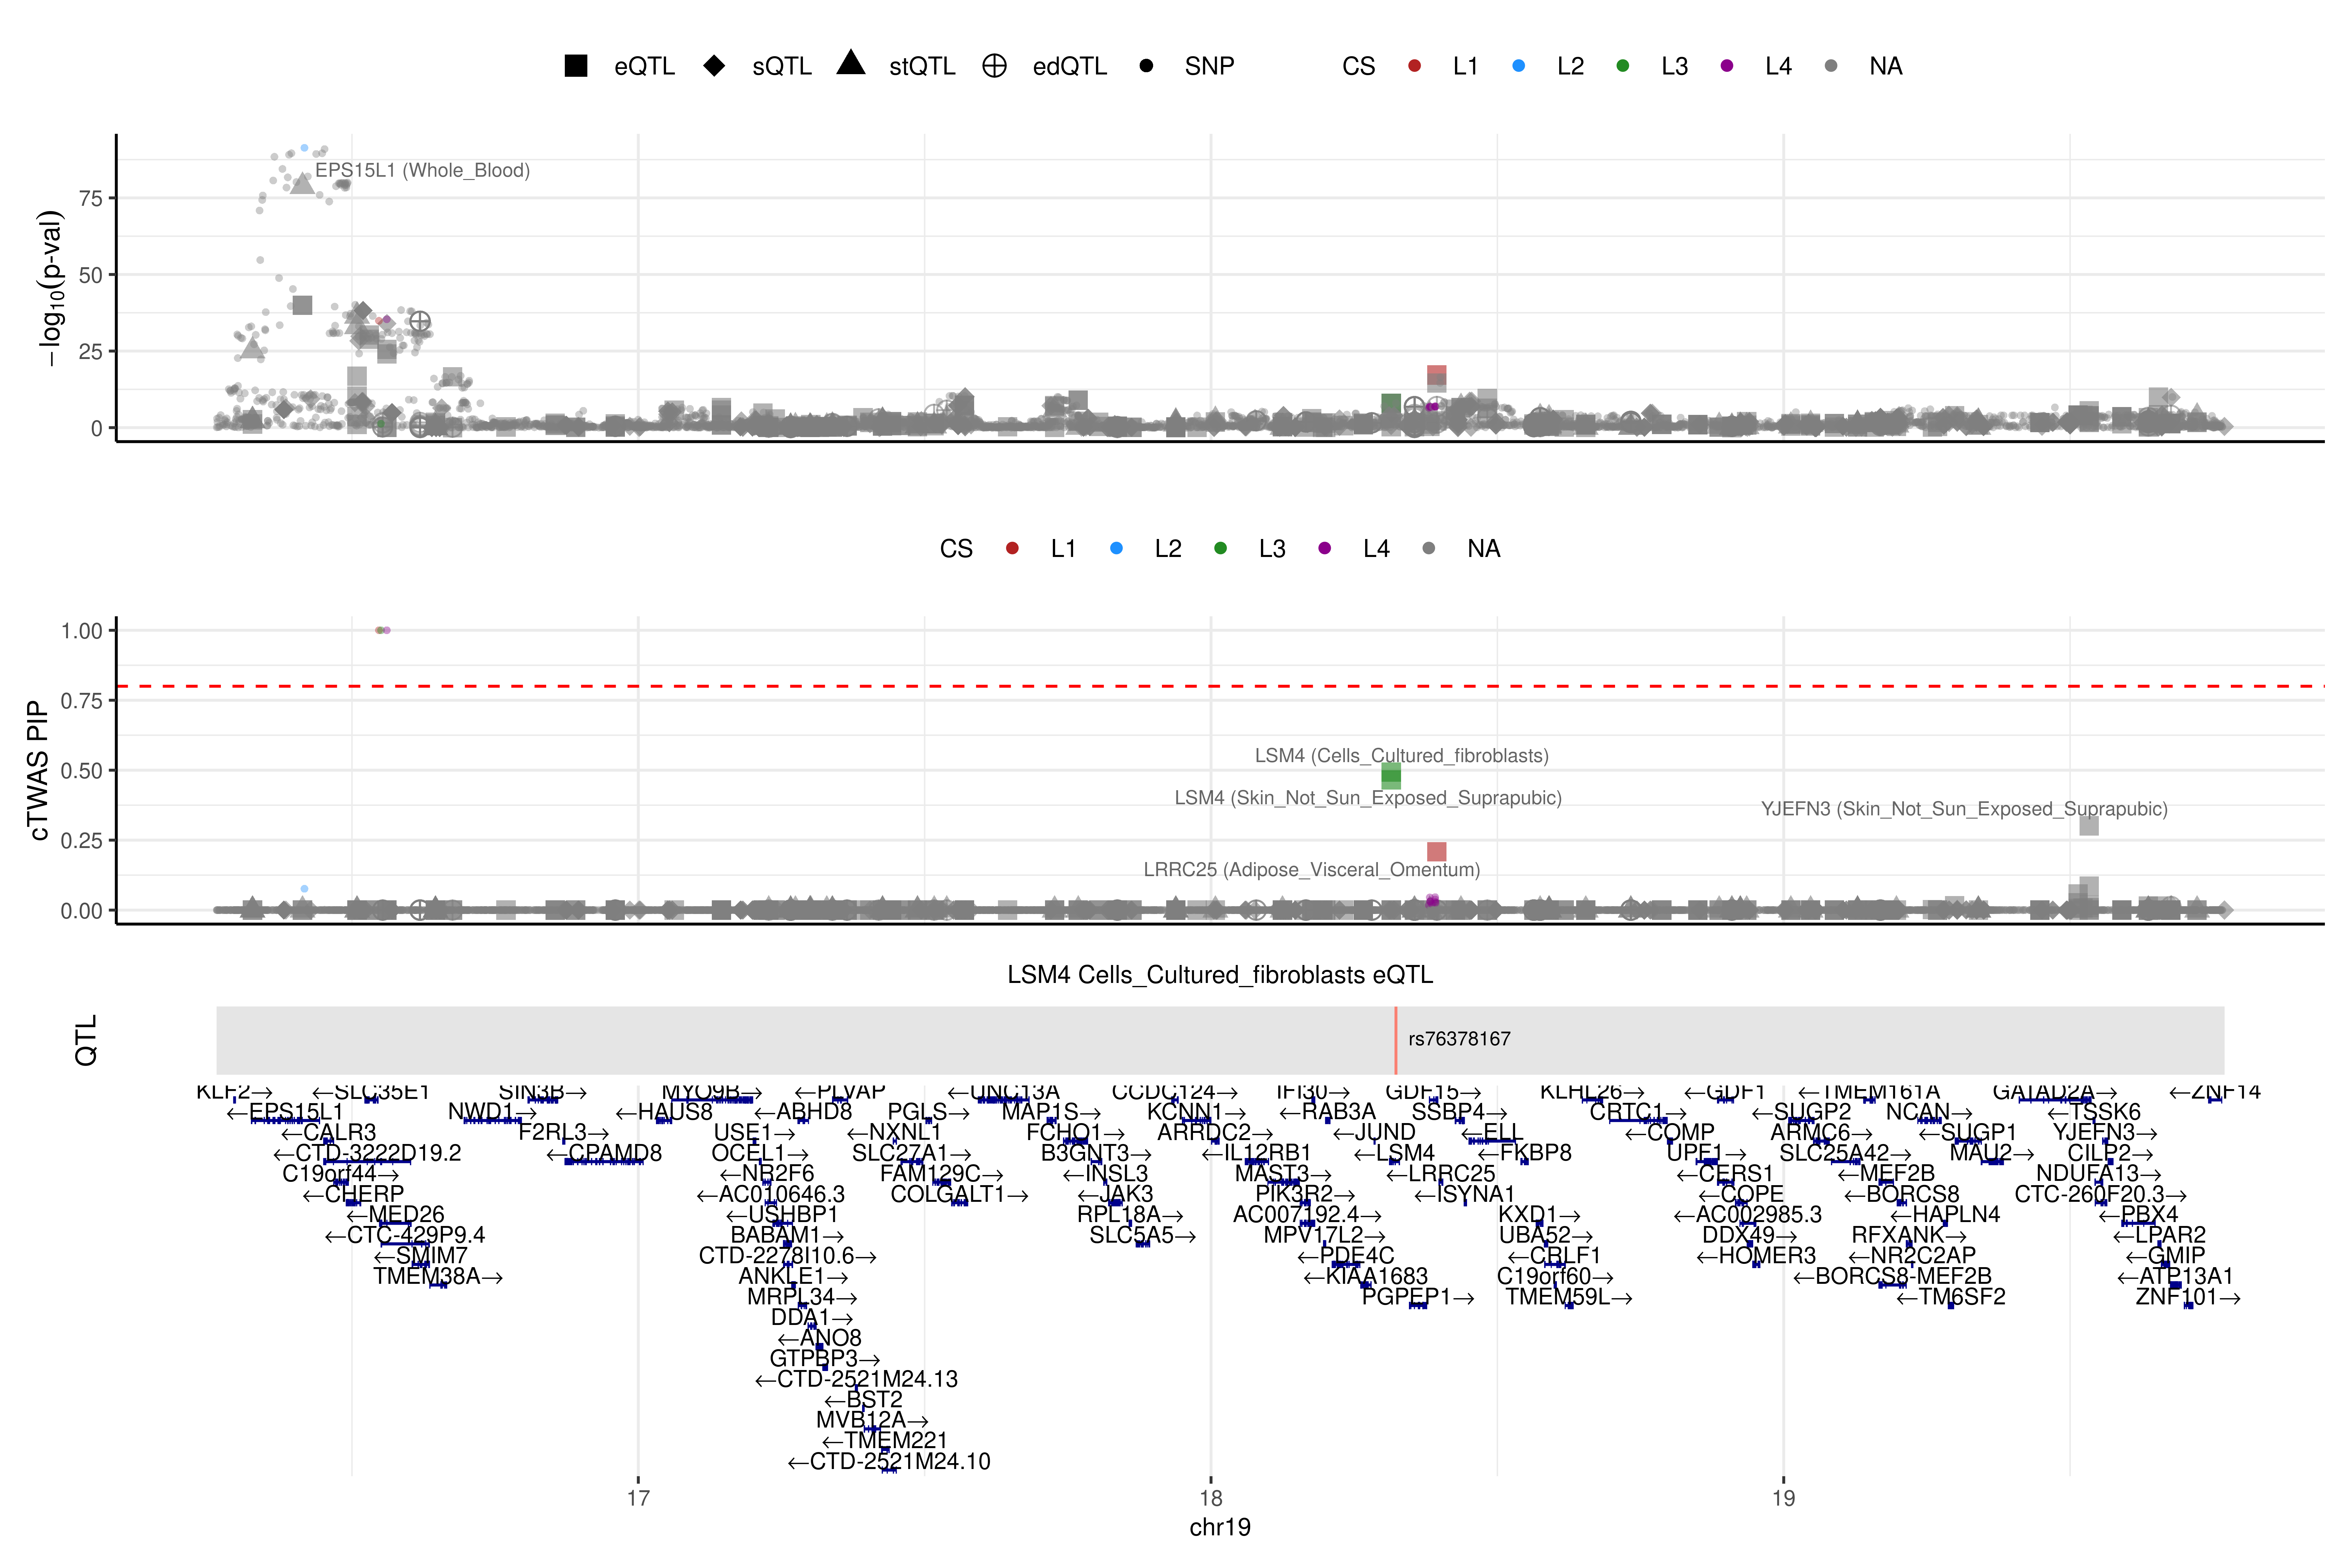 eQTL sQTL stQTL edQTL SNP CS L1 L2 L3 L4 NA
−log10(p-val)
75
50
25
0
EPS15L1 (Whole_Blood)
CS L1 L2 L3 L4 NA
cTWAS PIP
1.00
0.75
0.50
0.25
0.00
LSM4 (Cells_Cultured_fibroblasts)
LSM4 (Skin_Not_Sun_Exposed_Suprapubic)
YJEFN3 (Skin_Not_Sun_Exposed_Suprapubic)
LRRC25 (Adipose_Visceral_Omentum)
LSM4 Cells_Cultured_fibroblasts eQTL
QTL
rs76378167
KLF2→ ←SLC35E1 SIN3B→ MYO9B→ ←PLVAP ←UNC13A CCDC124→ IFI30→ GDF15→ KLHL26→ ←GDF1 ←TMEM161A GATAD2A→ ←ZNF14
←EPS15L1 NWD1→ ←HAUS8 ←ABHD8 PGLS→ MAP1S→ KCNN1→ ←RAB3A SSBP4→ CRTC1→ ←SUGP2 NCAN→ ←TSSK6
←CALR3 F2RL3→ USE1→ ←NXNL1 FCHO1→ ARRDC2→ ←JUND ←ELL ←COMP ARMC6→ ←SUGP1 YJEFN3→
←CTD-3222D19.2 ←CPAMD8 OCEL1→ SLC27A1→ B3GNT3→ ←IL12RB1 ←LSM4 ←FKBP8 UPF1→ SLC25A42→ MAU2→ CILP2→
C19orf44→ ←NR2F6 FAM129C→ ←INSL3 MAST3→ ←LRRC25 ←CERS1 ←MEF2B NDUFA13→
←CHERP ←AC010646.3 COLGALT1→ ←JAK3 PIK3R2→ ←ISYNA1 ←COPE ←BORCS8 CTC-260F20.3→
←MED26 ←USHBP1 RPL18A→ AC007192.4→ KXD1→ ←AC002985.3 ←HAPLN4 ←PBX4
←CTC-429P9.4 BABAM1→ SLC5A5→ MPV17L2→ UBA52→ DDX49→ RFXANK→ ←LPAR2
←SMIM7 CTD-2278I10.6→ ←PDE4C ←CRLF1 ←HOMER3 ←NR2C2AP ←GMIP
TMEM38A→ ANKLE1→ ←KIAA1683 C19orf60→ ←BORCS8-MEF2B ←ATP13A1
MRPL34→ PGPEP1→ TMEM59L→ ←TM6SF2 ZNF101→
DDA1→
←ANO8
GTPBP3→
←CTD-2521M24.13
←BST2
MVB12A→
←TMEM221
←CTD-2521M24.10
17 18 19
chr19